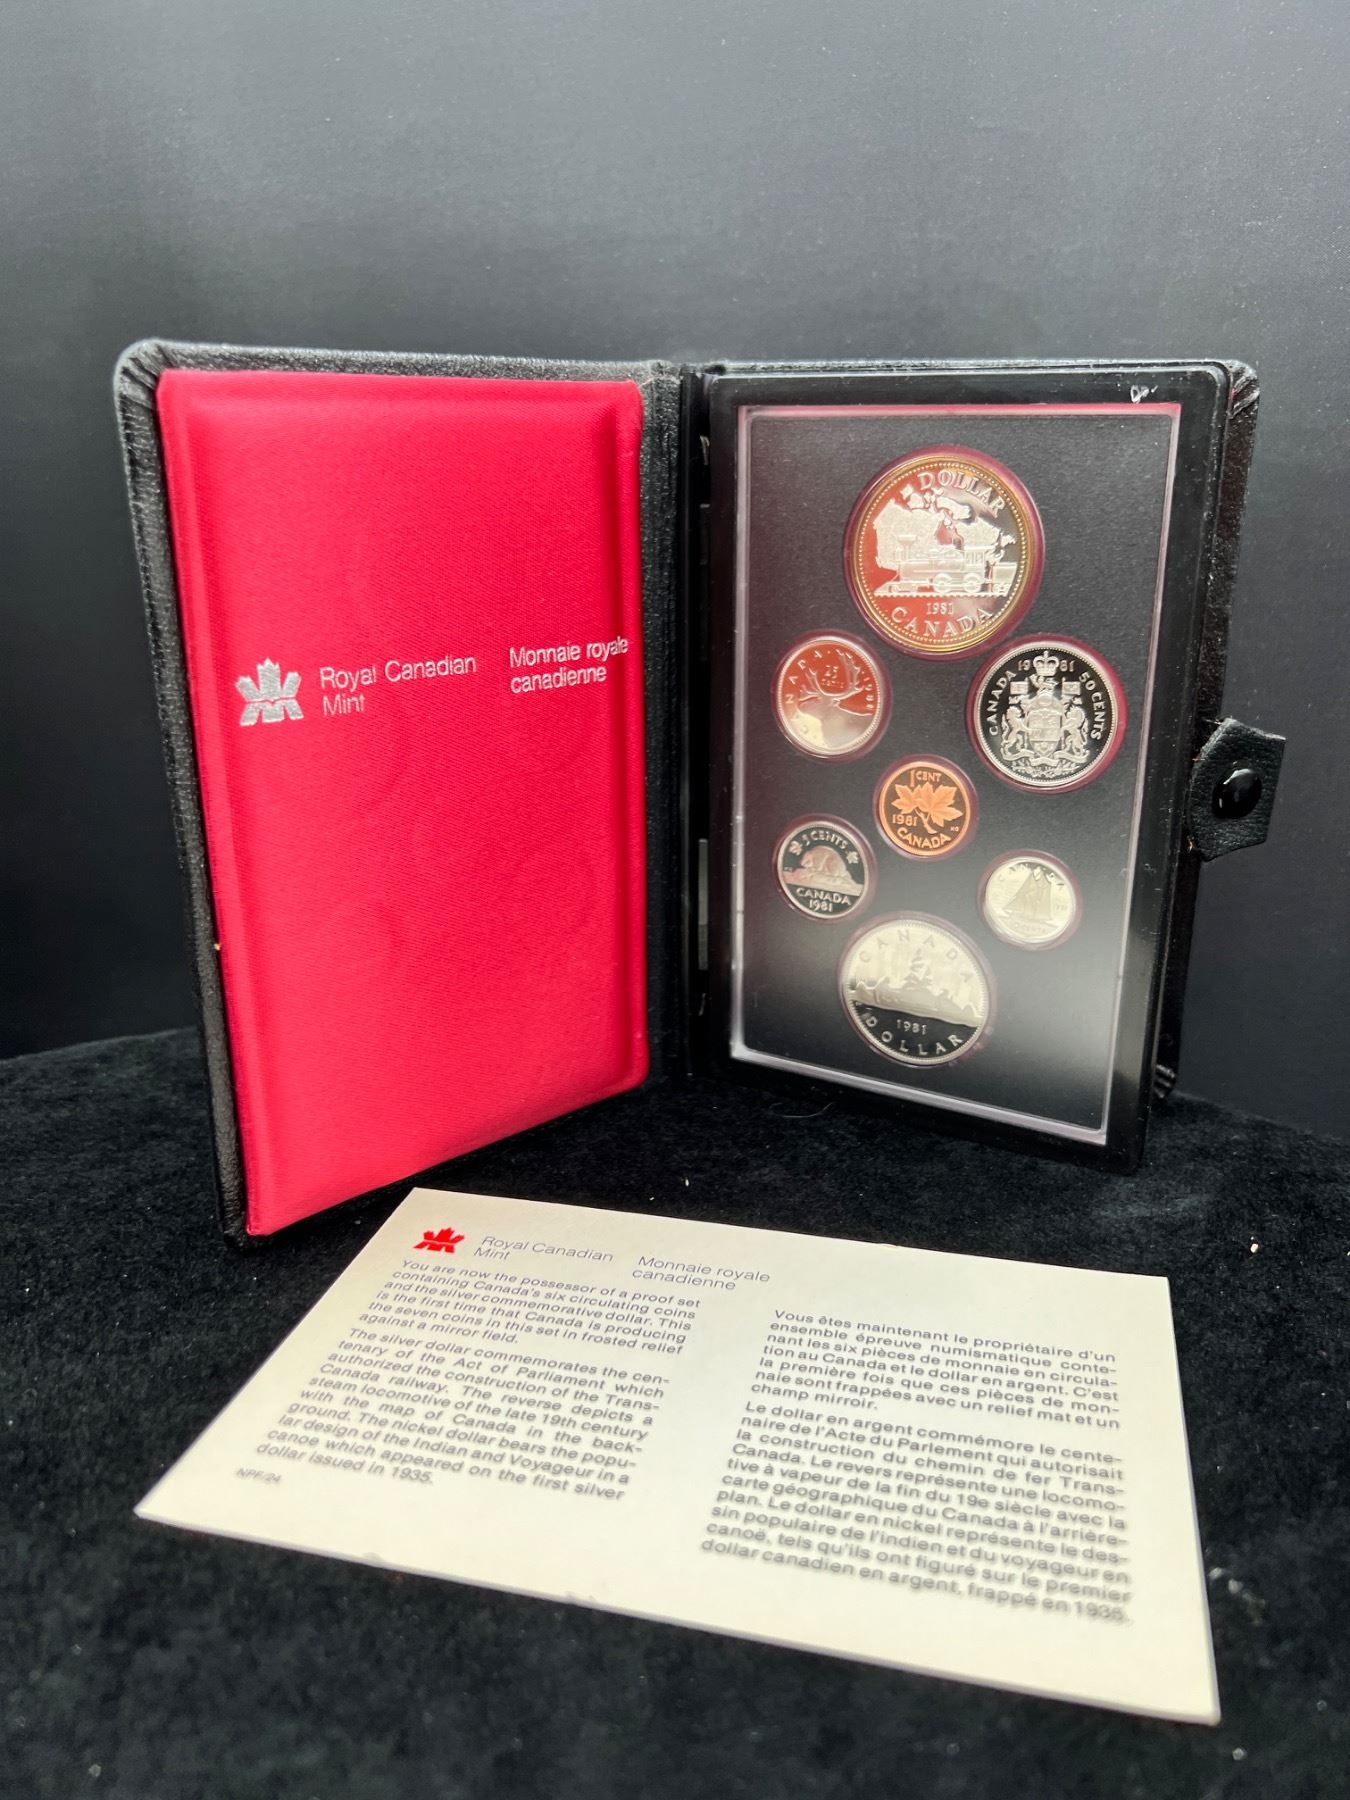 Royal Canadian
Mint
Monnaie royale
canadienne
DOLLAR
1981
CANADA
CANADA
25
1981
CANADA 50 CENTS
1 CENT
1981
CANADA
5 CENTS
CANADA
1981
CANADA
10 CENTS
CANADA
1981
DOLLAR
Royal Canadian
Mint
Monnaie royale
canadienne
You are now the possessor of a proof set
containing Canada's six circulating coins
and the silver commemorative dollar. This
is the first time that Canada is producing
the seven coins in this set in frosted relief
against a mirror field.
The silver dollar commemorates the cen-
tenary of the Act of Parliament which
authorized the construction of the Trans-
Canada railway. The reverse depicts a
steam locomotive of the late 19th century
with the map of Canada in the back-
ground. The nickel dollar bears the popu-
lar design of the Indian and Voyageur in a
canoe which appeared on the first silver
dollar issued in 1935.
NPF/24
Vous êtes maintenant le propriétaire d'un
ensemble épreuve numismatique conte-
nant les six pièces de monnaie en circula-
tion au Canada et le dollar en argent. C'est
la première fois que ces pièces de mon-
naie sont frappées avec un relief mat et un
champ mirroir.
Le dollar en argent commémore le cente-
naire de l'Acte du Parlement qui autorisait
la construction du chemin de fer Trans-
Canada. Le revers représente une locomo-
tive à vapeur de la fin du 19e siècle avec la
carte géographique du Canada à l'arrière-
plan. Le dollar en nickel représente le des-
sin populaire de l'Indien et du voyageur en
canoë, tels qu'ils ont figuré sur le premier
dollar canadien en argent, frappé en 1935.